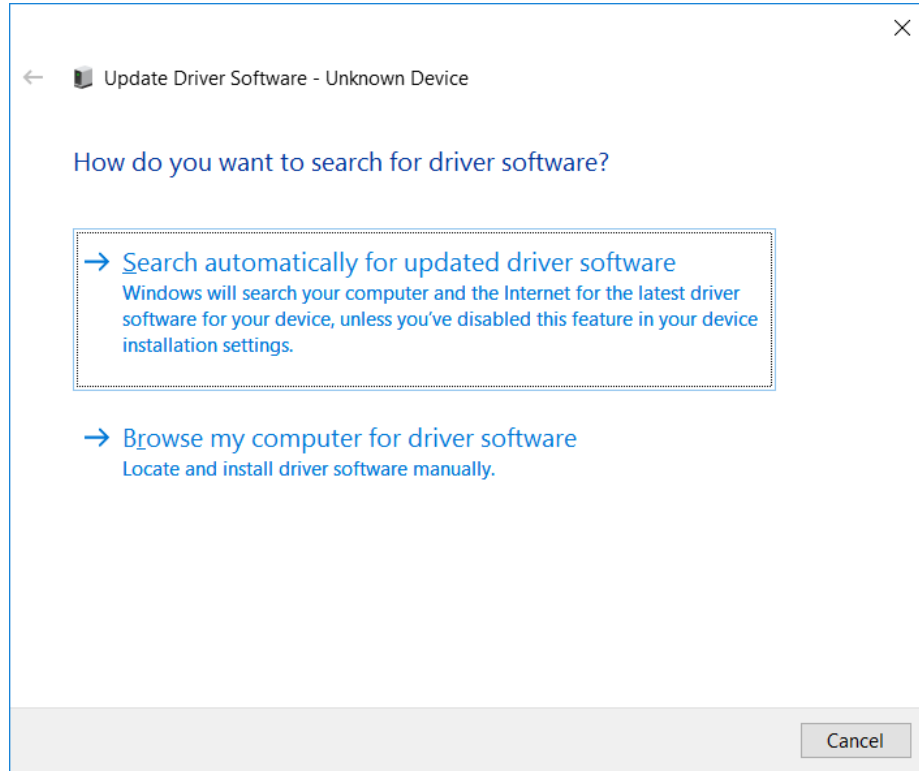 Update Driver Software - Unknown Device
How do you want to search for driver software?
Search automatically for updated driver software
Windows will search your computer and the Internet for the latest driver
software for your device, unless you've disabled this feature in your device
installation settings.
Browse my computer for driver software
Locate and install driver software manually.
Cancel